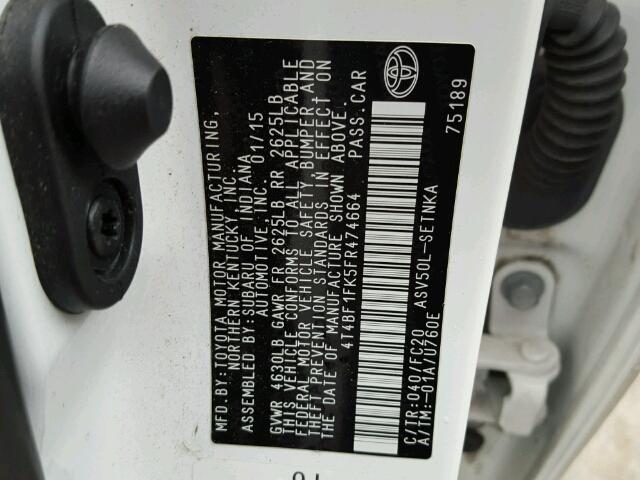 MFD. BY:TOYOTA MOTOR MANUFACTURING,
NORTHERN KENTUCKY, INC.
ASSEMBLED BY:SUBARU OF INDIANA
AUTOMOTIVE, INC. 01/15
GVWR 4630LB GAWR FR 2625LB RR 2625LB
THIS VEHICLE CONFORMS TO ALL APPLICABLE
FEDERAL MOTOR VEHICLE SAFETY BUMPER AND
THEFT PREVENTION STANDARDS IN EFFECT ON
THE DATE OF MANUFACTURE SHOWN ABOVE.
4T4BF1FK5FR474664 PASS.CAR
C/TR:040/FC20 ASV50L-SETNKA
A/TM:-01A/U760E
75189